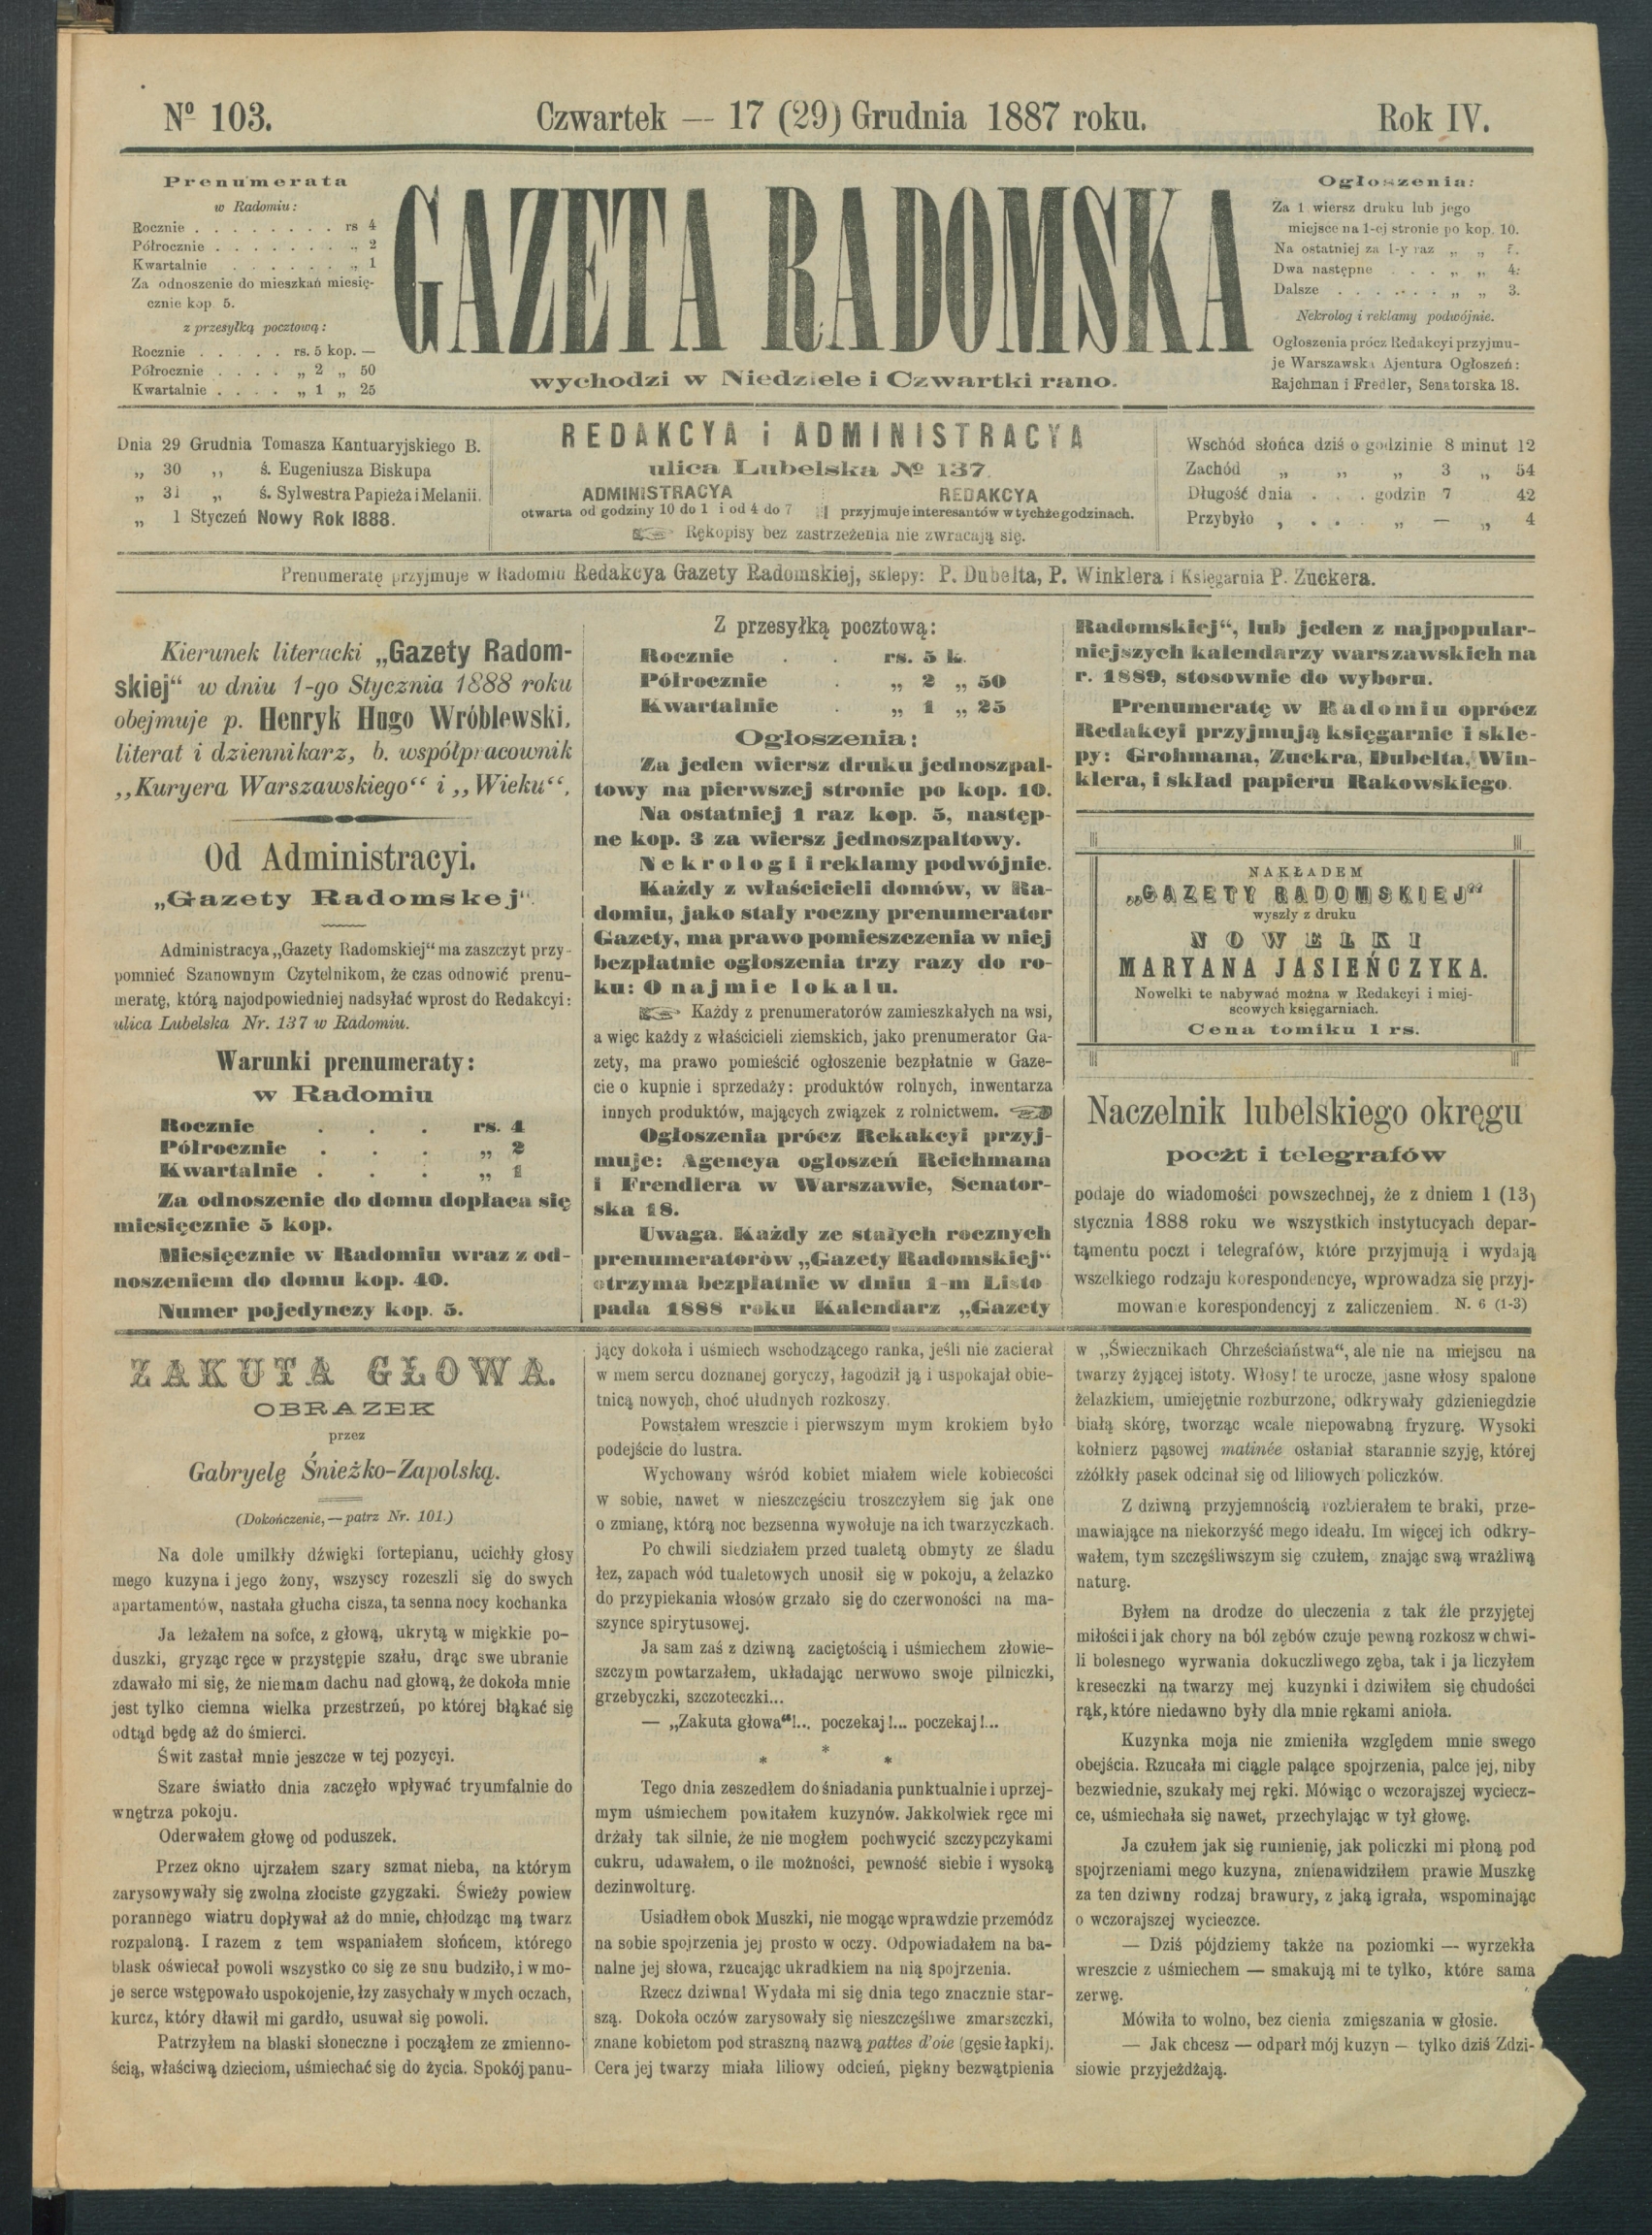 № 103.
Czwartek — 17 (29) Grudnia 1887 roku.
Rok IV.
Prenumerata
w Radomiu:
Rocznie . . . . . . . . rs 4
Półrocznie . . . . . . . „ 2
Kwartalnie . . . . . . „ 1
Za odnoszenie do mieszkań miesię-
cznie kop. 5.
z przesyłką pocztową:
Rocznie . . . . . rs. 5 kop. —
Półrocznie . . . . „ 2 „ 50
Kwartalnie . . . . „ 1 „ 25
GAZETA RADOMSKA
wychodzi w Niedziele i Czwartki rano.
Ogłoszenia:
Za 1 wiersz druku lub jego
miejsce na 1-ej stronie po kop. 10.
Na ostatniej za 1-y raz „ „ 5.
Dwa następne . . . „ „ 4.
Dalsze . . . . . . „ „ 3.
Nekrolog i reklamy podwójnie.
Ogłoszenia prócz Redakcyi przyjmu-
je Warszawska Ajentura Ogłoszeń:
Rajchman i Fredler, Senatorska 18.
Dnia 29 Grudnia Tomasza Kantuaryjskiego B.
„ 30 „ ś. Eugeniusza Biskupa
„ 31 „ ś. Sylwestra Papieża i Melanii.
„ 1 Styczeń Nowy Rok 1888.
REDAKCYA i ADMINISTRACYA
ulica Lubelska № 137.
ADMINISTRACYA
otwarta od godziny 10 do 1 i od 4 do 7
REDAKCYA
przyjmuje interesantów w tychże godzinach.
Rękopisy bez zastrzeżenia nie zwracają się.
Wschód słońca dziś o godzinie 8 minut 12
Zachód „ „ „ 3 „ 54
Długość dnia . . . godzin 7 42
Przybyło „ . . „ — „ 4
Prenumeratę przyjmuje w Radomiu Redakcya Gazety Radomskiej, sklepy: P. Dubelta, P. Winklera i Księgarnia P. Zuckera.
Kierunek literacki „Gazety Radom-
skiej“ w dniu 1-go Stycznia 1888 roku
obejmuje p. Henryk Hugo Wróblewski,
literat i dziennikarz, b. współpracownik
„Kuryera Warszawskiego“ i „Wieku“.
Od Administracyi.
„Gazety Radomskej“.
Administracya „Gazety Radomskiej“ ma zaszczyt przy-
pomnieć Szanownym Czytelnikom, że czas odnowić prenu-
meratę, którą najodpowiedniej nadsyłać wprost do Redakcyi:
ulica Lubelska Nr. 137 w Radomiu.
Warunki prenumeraty:
w Radomiu
Rocznie . . . rs. 4
Półrocznie . . . „ 2
Kwartalnie . . . „ 1
Za odnoszenie do domu dopłaca się
miesięcznie 5 kop.
Miesięcznie w Radomiu wraz z od-
noszeniem do domu kop. 40.
Numer pojedynczy kop. 5.
Z przesyłką pocztową:
Rocznie . . rs. 5 k.
Półrocznie . „ 2 „ 50
Kwartalnie . „ 1 „ 25
Ogłoszenia:
Za jeden wiersz druku jednoszpal-
towy na pierwszej stronie po kop. 10.
Na ostatniej 1 raz kop. 5, następ-
ne kop. 3 za wiersz jednoszpaltowy.
Nekrologi i reklamy podwójnie.
Każdy z właścicieli domów, w Ra-
domiu, jako stały roczny prenumerator
Gazety, ma prawo pomieszczenia w niej
bezpłatnie ogłoszenia trzy razy do ro-
ku: O najmie lokalu.
Każdy z prenumeratorów zamieszkałych na wsi,
a więc każdy z właścicieli ziemskich, jako prenumerator Ga-
zety, ma prawo pomieścić ogłoszenie bezpłatnie w Gaze-
cie o kupnie i sprzedaży: produktów rolnych, inwentarza
innych produktów, mających związek z rolnictwem.
Ogłoszenia prócz Rekakcyi przyj-
muje: Agencya ogłoszeń Reichmana
i Frendlera w Warszawie, Senator-
ska 18.
Uwaga. Każdy ze stałych rocznych
prenumeratorów „Gazety Radomskiej“
otrzyma bezpłatnie w dniu 1-m Listo
pada 1888 roku Kalendarz „Gazety
Radomskiej“, lub jeden z najpopular-
niejszych kalendarzy warszawskich na
r. 1889, stosownie do wyboru.
Prenumeratę w Radomiu oprócz
Redakcyi przyjmują księgarnie i skle-
py: Grohmana, Zuckra, Dubelta, Win-
klera, i skład papieru Rakowskiego.
NAKŁADEM
„GAZETY RADOMSKIEJ“
wyszły z druku
NOWELKI
MARYANA JASIEŃCZYKA.
Nowelki te nabywać można w Redakcyi i miej-
scowych księgarniach.
Cena tomiku 1 rs.
Naczelnik lubelskiego okręgu
poczt i telegrafów
podaje do wiadomości powszechnej, że z dniem 1 (13)
stycznia 1888 roku we wszystkich instytucyach depar-
tamentu poczt i telegrafów, które przyjmują i wydają
wszelkiego rodzaju korespondencye, wprowadza się przyj-
mowanie korespondencyj z zaliczeniem. N. 6 (1-3)
ZAKUTA GŁOWA.
OBRAZEK
przez
Gabryelę Śnieżko-Zapolską.
(Dokończenie, — patrz Nr. 101.)
Na dole umilkły dźwięki fortepianu, ucichły głosy
mego kuzyna i jego żony, wszyscy rozeszli się do swych
apartamentów, nastała głucha cisza, ta senna nocy kochanka
Ja leżałem na sofce, z głową, ukrytą w miękkie po-
duszki, gryząc ręce w przystępie szału, drąc swe ubranie
zdawało mi się, że nie mam dachu nad głową, że dokoła mnie
jest tylko ciemna wielka przestrzeń, po której błąkać się
odtąd będę aż do śmierci.
Świt zastał mnie jeszcze w tej pozycyi.
Szare światło dnia zaczęło wpływać tryumfalnie do
wnętrza pokoju.
Oderwałem głowę od poduszek.
Przez okno ujrzałem szary szmat nieba, na którym
zarysowywały się zwolna złociste gzygzaki. Świeży powiew
porannego wiatru dopływał aż do mnie, chłodząc mą twarz
rozpaloną. I razem z tem wspaniałem słońcem, którego
blask oświecał powoli wszystko co się ze snu budziło, i w mo-
je serce wstępowało uspokojenie, łzy zasychały w mych oczach,
kurcz, który dławił mi gardło, usuwał się powoli.
Patrzyłem na blaski słoneczne i począłem ze zmienno-
ścią, właściwą dzieciom, uśmiechać się do życia. Spokój panu-
jący dokoła i uśmiech wschodzącego ranka, jeśli nie zacierał
w mem sercu doznanej goryczy, łagodził ją i uspokajał obie-
tnicą nowych, choć ułudnych rozkoszy.
Powstałem wreszcie i pierwszym mym krokiem było
podejście do lustra.
Wychowany wśród kobiet miałem wiele kobiecości
w sobie, nawet w nieszczęściu troszczyłem się jak one
o zmianę, którą noc bezsenna wywołuje na ich twarzyczkach.
Po chwili siedziałem przed tualetą obmyty ze śladu
łez, zapach wód tualetowych unosił się w pokoju, a żelazko
do przypiekania włosów grzało się do czerwoności na ma-
szynce spirytusowej.
Ja sam zaś z dziwną zaciętością i uśmiechem złowie-
szczym powtarzałem, układając nerwowo swoje pilniczki,
grzebyczki, szczoteczki...
— „Zakuta głowa“!... poczekaj!... poczekaj!...
* * *
Tego dnia zeszedłem do śniadania punktualnie i uprzej-
mym uśmiechem powitałem kuzynów. Jakkolwiek ręce mi
drżały tak silnie, że nie mogłem pochwycić szczypczykami
cukru, udawałem, o ile możności, pewność siebie i wysoką
dezinwolturę.
Usiadłem obok Muszki, nie mogąc wprawdzie przemódz
na sobie spojrzenia jej prosto w oczy. Odpowiadałem na ba-
nalne jej słowa, rzucając ukradkiem na nią spojrzenia.
Rzecz dziwna! Wydała mi się dnia tego znacznie star-
szą. Dokoła oczów zarysowały się nieszczęśliwe zmarszczki,
znane kobietom pod straszną nazwą pattes d'oie (gęsie łapki).
Cera jej twarzy miała liliowy odcień, piękny bezwątpienia
w „Świecznikach Chrześciaństwa“, ale nie na miejscu na
twarzy żyjącej istoty. Włosy! te urocze, jasne włosy spalone
żelazkiem, umiejętnie rozburzone, odkrywały gdzieniegdzie
białą skórę, tworząc wcale niepowabną fryzurę. Wysoki
kołnierz pąsowej matinée osłaniał starannie szyję, której
zżółkły pasek odcinał się od liliowych policzków.
Z dziwną przyjemnością rozbierałem te braki, prze-
mawiające na niekorzyść mego ideału. Im więcej ich odkry-
wałem, tym szczęśliwszym się czułem, znając swą wrażliwą
naturę.
Byłem na drodze do uleczenia z tak źle przyjętej
miłości i jak chory na ból zębów czuje pewną rozkosz w chwi-
li bolesnego wyrwania dokuczliwego zęba, tak i ja liczyłem
kreseczki na twarzy mej kuzynki i dziwiłem się chudości
rąk, które niedawno były dla mnie rękami anioła.
Kuzynka moja nie zmieniła względem mnie swego
obejścia. Rzucała mi ciągle palące spojrzenia, palce jej, niby
bezwiednie, szukały mej ręki. Mówiąc o wczorajszej wyciecz-
ce, uśmiechała się nawet, przechylając w tył głowę.
Ja czułem jak się rumienię, jak policzki mi płoną pod
spojrzeniami mego kuzyna, znienawidziłem prawie Muszkę
za ten dziwny rodzaj brawury, z jaką igrała, wspominając
o wczorajszej wycieczce.
— Dziś pójdziemy także na poziomki — wyrzekła
wreszcie z uśmiechem — smakują mi te tylko, które sama
zerwę.
Mówiła to wolno, bez cienia zmięszania w głosie.
— Jak chcesz — odparł mój kuzyn — tylko dziś Zdzi-
siowie przyjeżdżają.